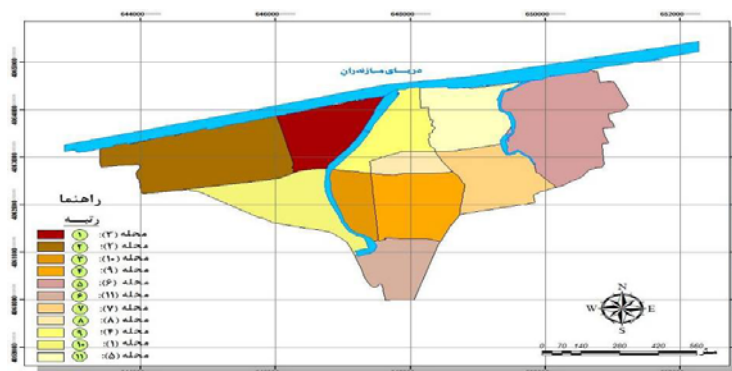 644000 646000 648000 650000 652000
دریای مازندران
راهنما
رتبه
محله (۳): ۱
محله (۲): ۲
محله (۱۰): ۳
محله (۹): ۴
محله (۶): ۵
محله (۱۱): ۶
محله (۷): ۷
محله (۸): ۸
محله (۴): ۹
محله (۱): ۱۰
محله (۵): ۱۱
N
W E
S
0 70 140 280 420 560
متر